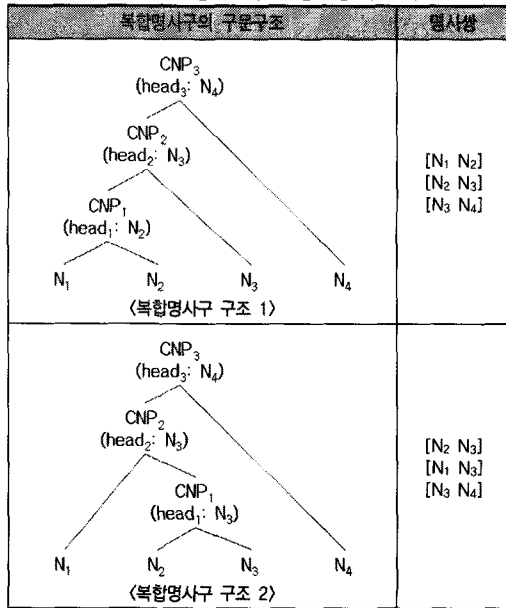 복합명사구의 구문구조 명사쌍
CNP₃
(head₃: N₄)
CNP₂
(head₂: N₃)
CNP₁
(head₁: N₂)
N₁ N₂ N₃ N₄
〈복합명사구 구조 1〉
[N₁ N₂]
[N₂ N₃]
[N₃ N₄]
CNP₃
(head₃: N₄)
CNP₂
(head₂: N₃)
CNP₁
(head₁: N₃)
N₁ N₂ N₃ N₄
〈복합명사구 구조 2〉
[N₂ N₃]
[N₁ N₃]
[N₃ N₄]